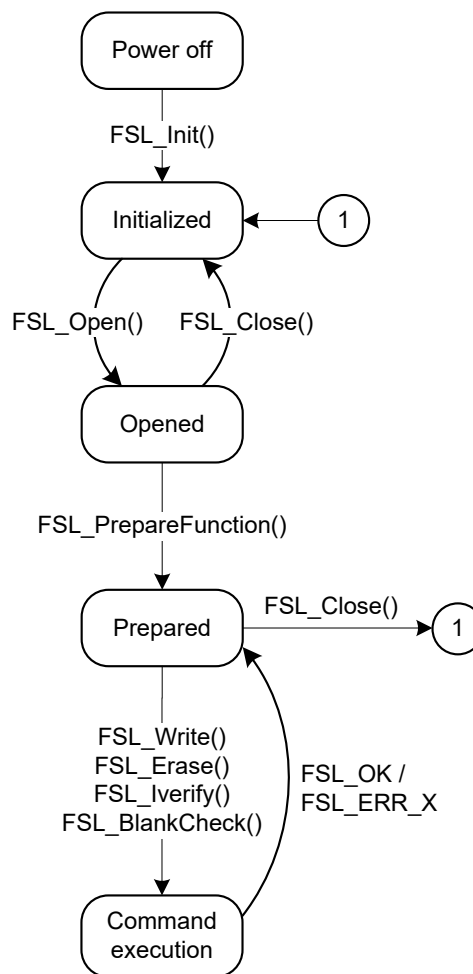 Power off
FSL_Init()
Initialized
1
FSL_Open()
FSL_Close()
Opened
FSL_PrepareFunction()
Prepared
FSL_Close()
1
FSL_Write()
FSL_Erase()
FSL_Iverify()
FSL_BlankCheck()
FSL_OK /
FSL_ERR_X
Command
execution